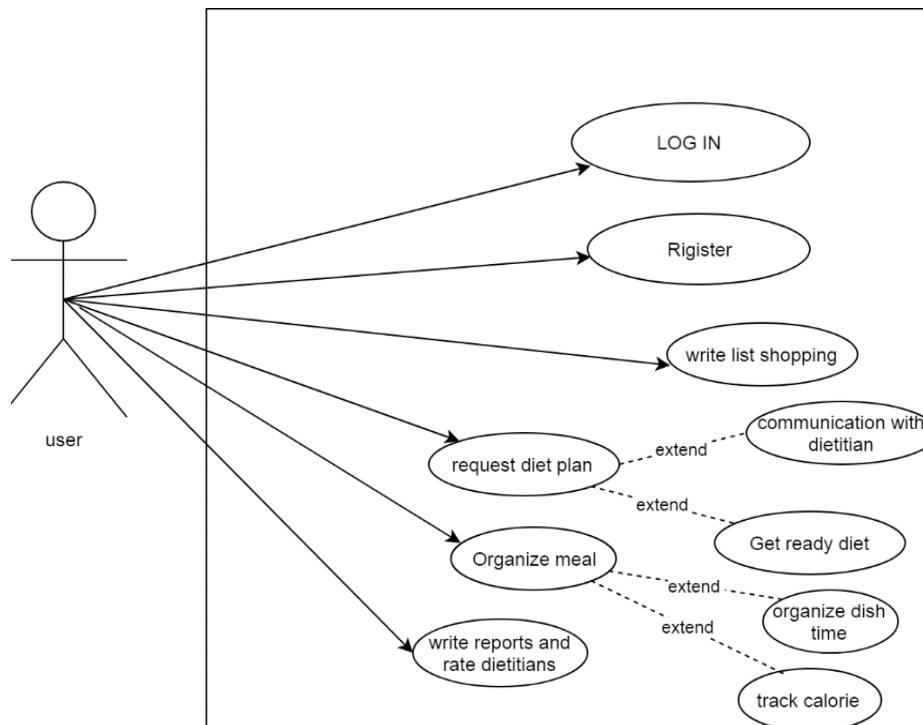 LOG IN
Rigister
write list shopping
communication with
dietitian
extend
request diet plan
user
extend
Get ready diet
Organize meal
extend
organize dish
time
extend
write reports and
rate dietitians
track calorie